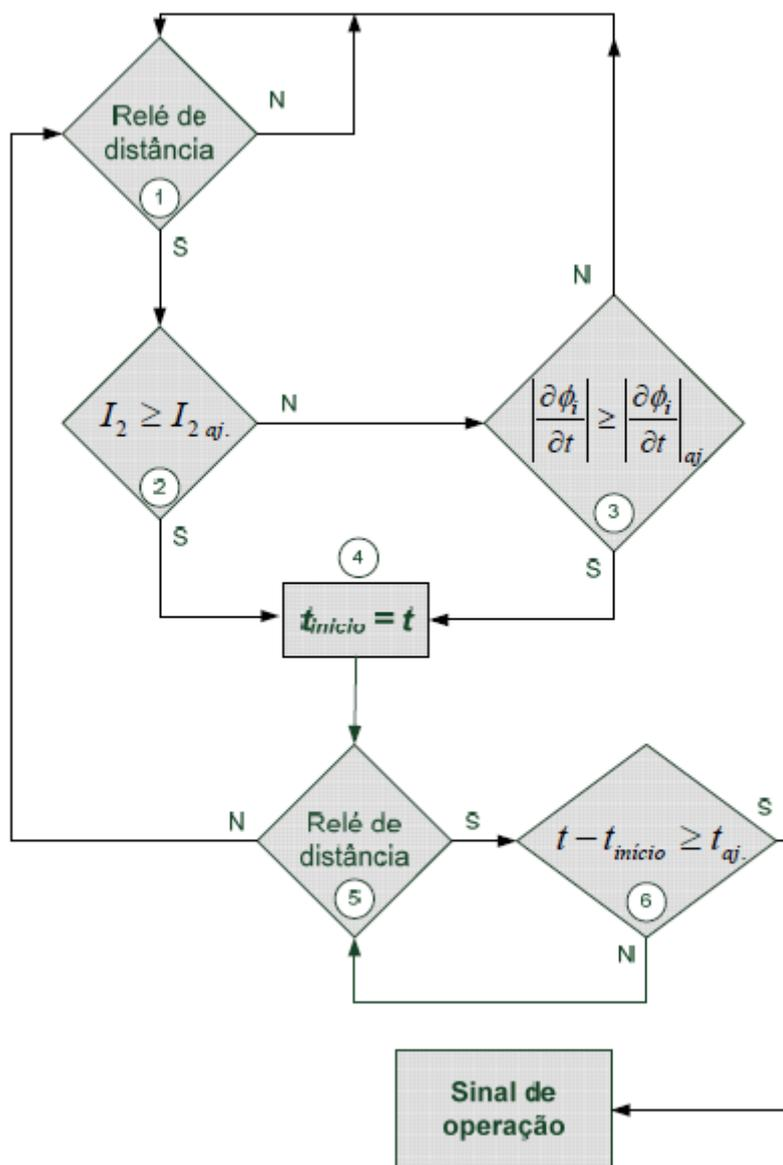 Relé de
distância
1
N
S
I₂ ≥ I₂ aj.
2
N
S
|∂ϕᵢ/∂t| ≥ |∂ϕᵢ/∂t|aj.
3
N
S
4
tinício = t
Relé de
distância
5
N
S
t − tinício ≥ taj.
6
S
N
Sinal de
operação